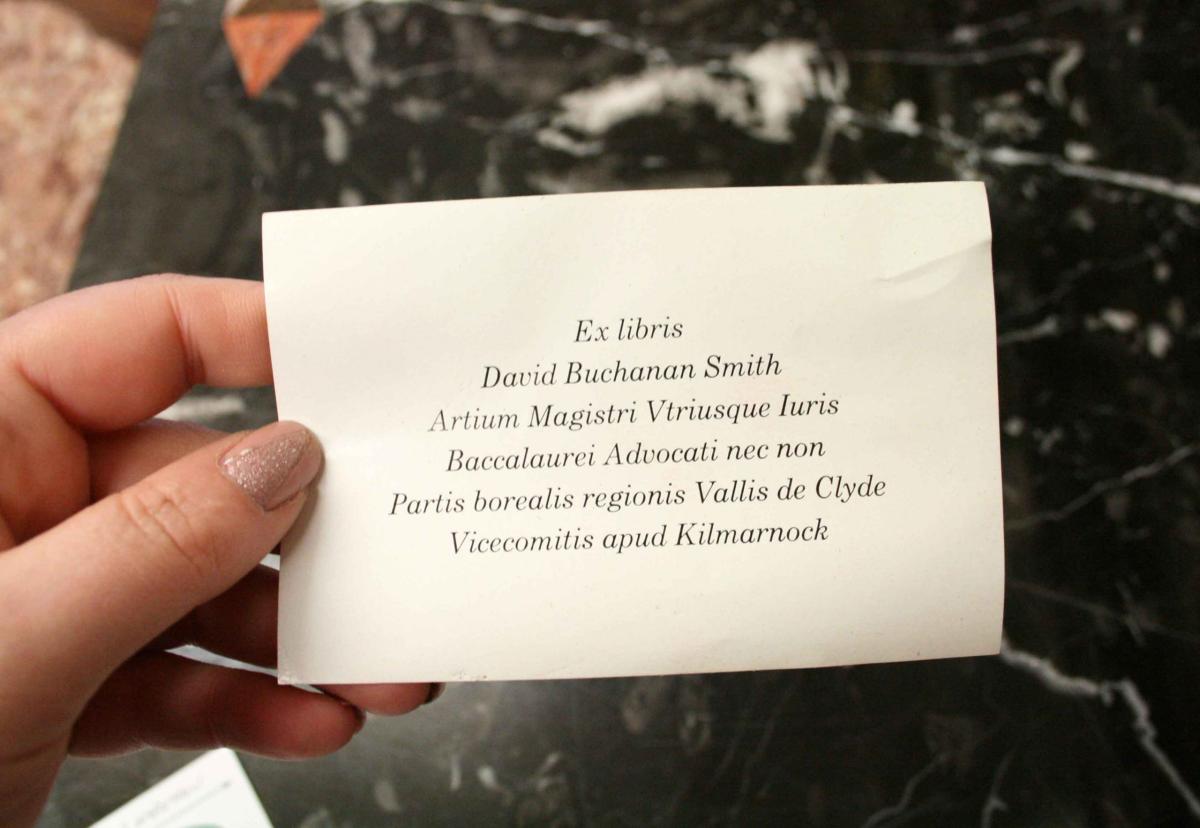 Ex libris
David Buchanan Smith
Artium Magistri Vtriusque Iuris
Baccalaurei Advocati nec non
Partis borealis regionis Vallis de Clyde
Vicecomitis apud Kilmarnock